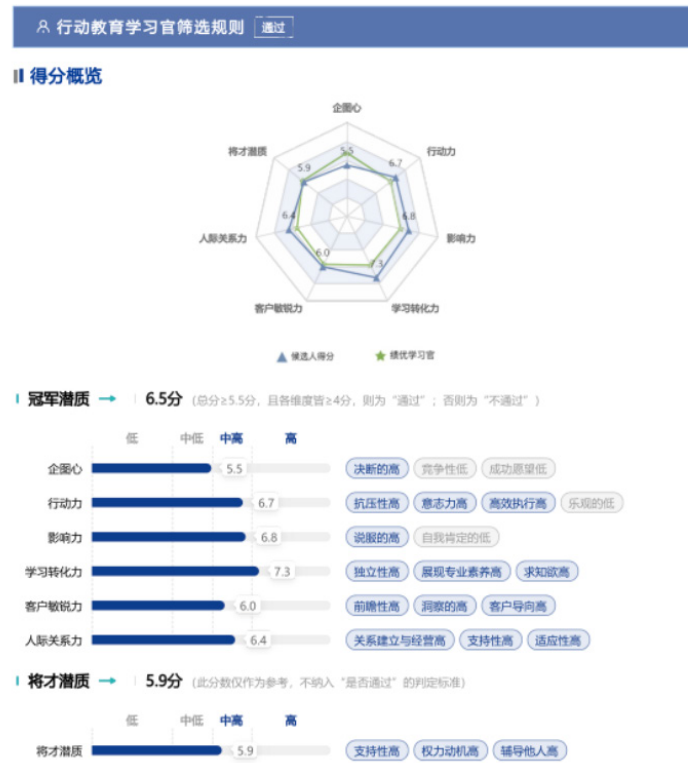 行动教育学习官筛选规则 通过
得分概览
企图心
5.5
将才潜质 行动力
5.9 6.7
人际关系力 影响力
6.4 6.8
客户敏锐力 学习转化力
6.0 7.3
候选人得分 绩优学习官
冠军潜质 → 6.5分 (总分≥5.5分，且各维度皆≥4分，则为“通过”；否则为“不通过”)
低 中低 中高 高
企图心 5.5 决断的高 竞争性低 成功愿望低
行动力 6.7 抗压性高 意志力高 高效执行高 乐观的低
影响力 6.8 说服的高 自我肯定的低
学习转化力 7.3 独立性高 展现专业素养高 求知欲高
客户敏锐力 6.0 前瞻性高 洞察的高 客户导向高
人际关系力 6.4 关系建立与经营高 支持性高 适应性高
将才潜质 → 5.9分 (此分数仅作为参考，不纳入“是否通过”的判定标准)
低 中低 中高 高
将才潜质 5.9 支持性高 权力动机高 辅导他人高